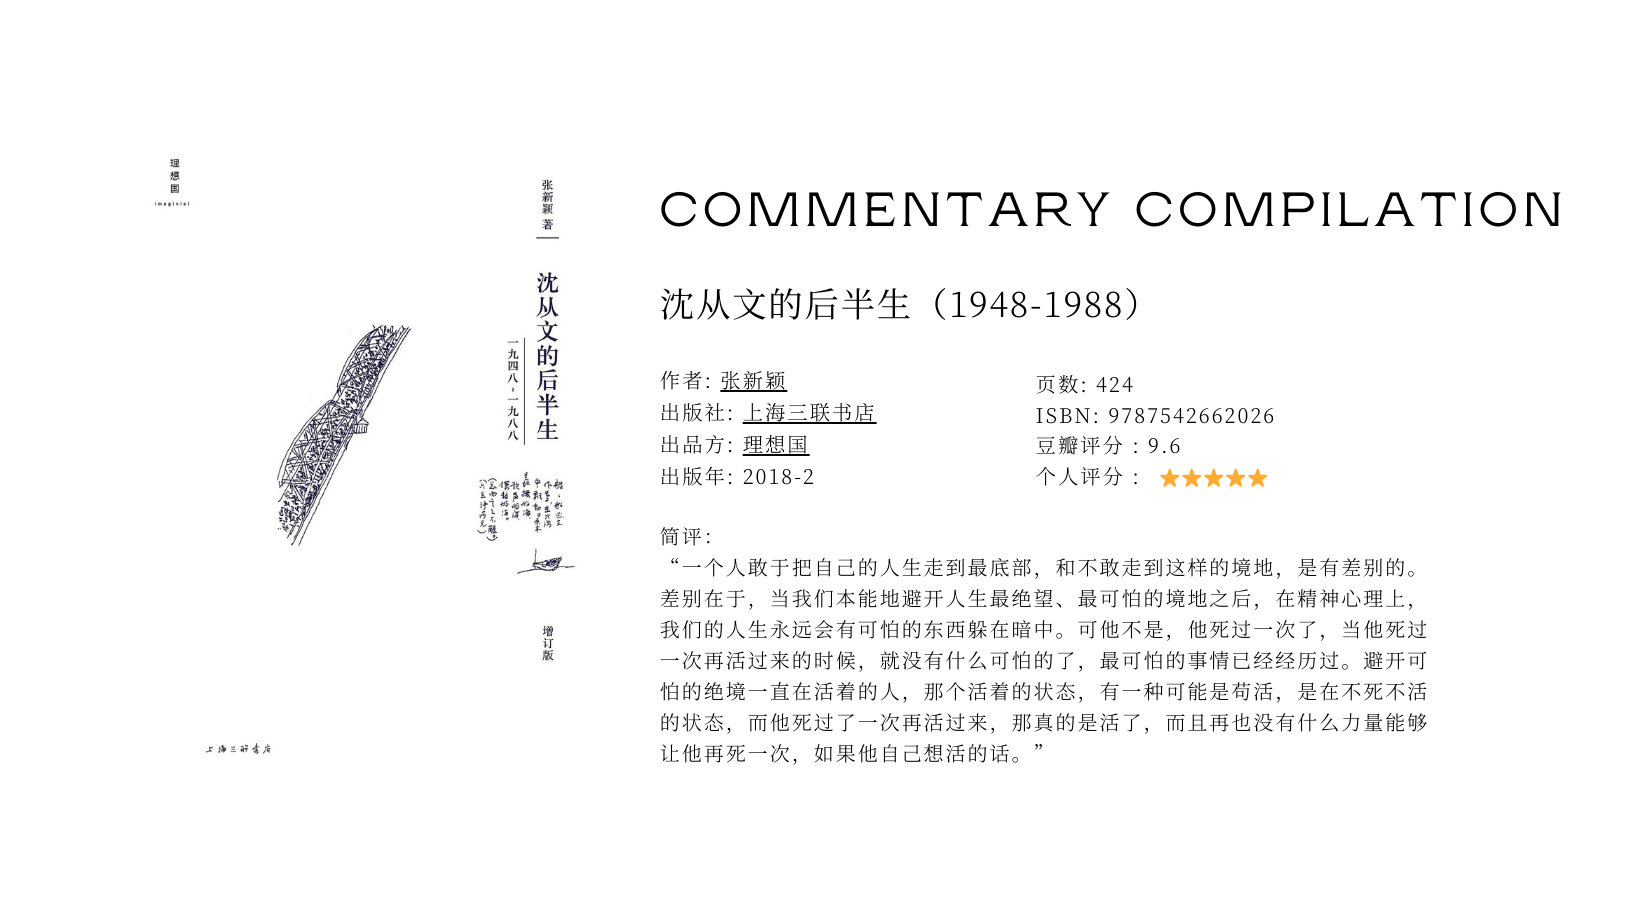 理想国
imaginist
张新颖 著
沈从文的后半生
一九四八~一九八八
增订版
上海三联书店
COMMENTARY COMPILATION
沈从文的后半生（1948-1988）
作者: 张新颖
出版社: 上海三联书店
出品方: 理想国
出版年: 2018-2
页数: 424
ISBN: 9787542662026
豆瓣评分：9.6
个人评分：
简评：
“一个人敢于把自己的人生走到最底部，和不敢走到这样的境地，是有差别的。
差别在于，当我们本能地避开人生最绝望、最可怕的境地之后，在精神心理上，
我们的人生永远会有可怕的东西躲在暗中。可他不是，他死过一次了，当他死过
一次再活过来的时候，就没有什么可怕的了，最可怕的事情已经经历过。避开可
怕的绝境一直在活着的人，那个活着的状态，有一种可能是苟活，是在不死不活
的状态，而他死过了一次再活过来，那真的是活了，而且再也没有什么力量能够
让他再死一次，如果他自己想活的话。”